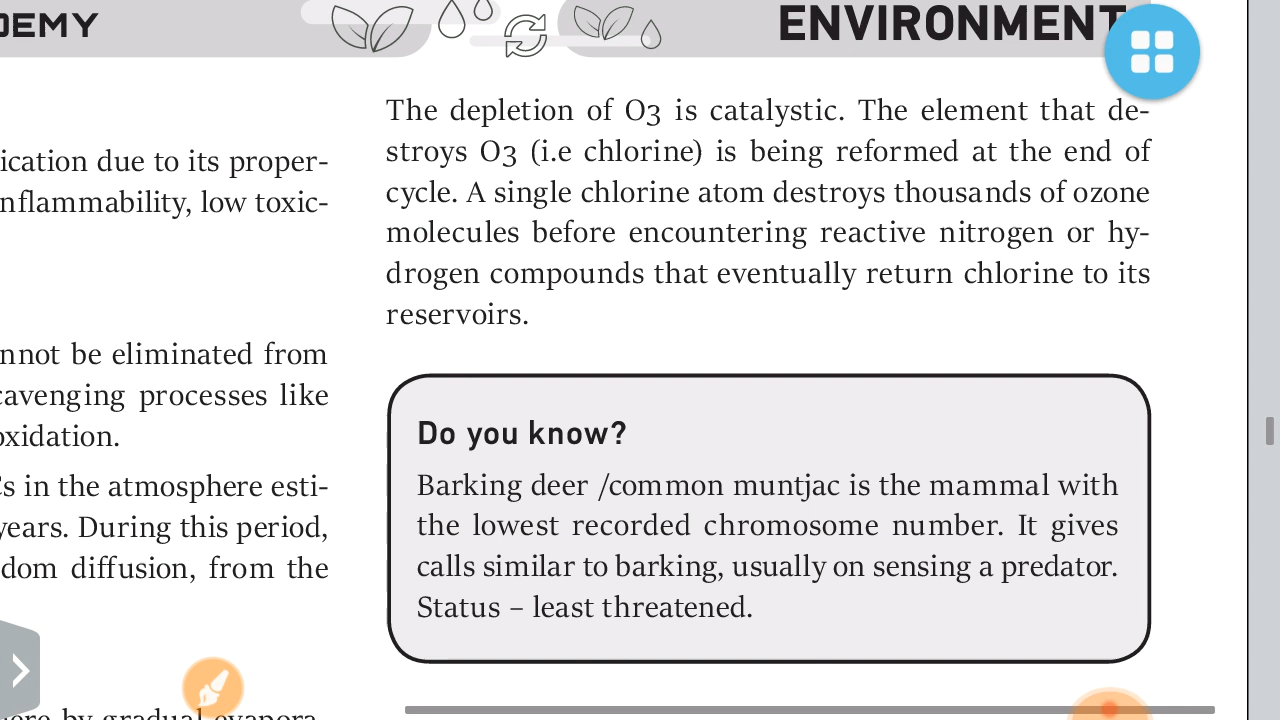 DEMY
ENVIRONMENT
ication due to its proper-
nflammability, low toxic-
nnot be eliminated from
cavenging processes like
oxidation.
s in the atmosphere esti-
years. During this period,
dom diffusion, from the
ere by gradual evapora-
The depletion of O3 is catalystic. The element that de-
stroys O3 (i.e chlorine) is being reformed at the end of
cycle. A single chlorine atom destroys thousands of ozone
molecules before encountering reactive nitrogen or hy-
drogen compounds that eventually return chlorine to its
reservoirs.
Do you know?
Barking deer /common muntjac is the mammal with
the lowest recorded chromosome number. It gives
calls similar to barking, usually on sensing a predator.
Status – least threatened.